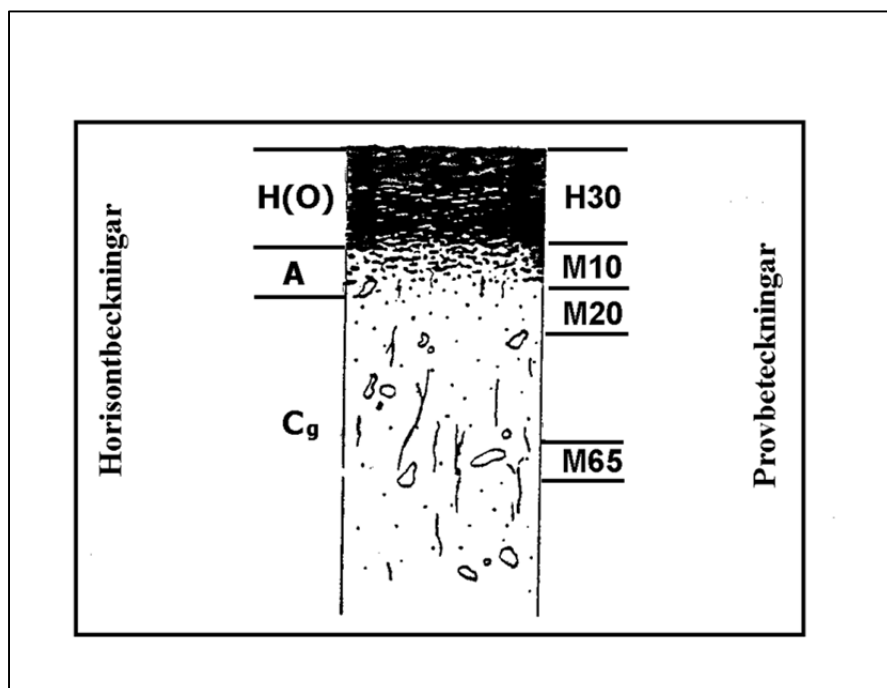 Horisontbeckningar
H(O)
A
Cg
H30
M10
M20
M65
Provbeteckningar